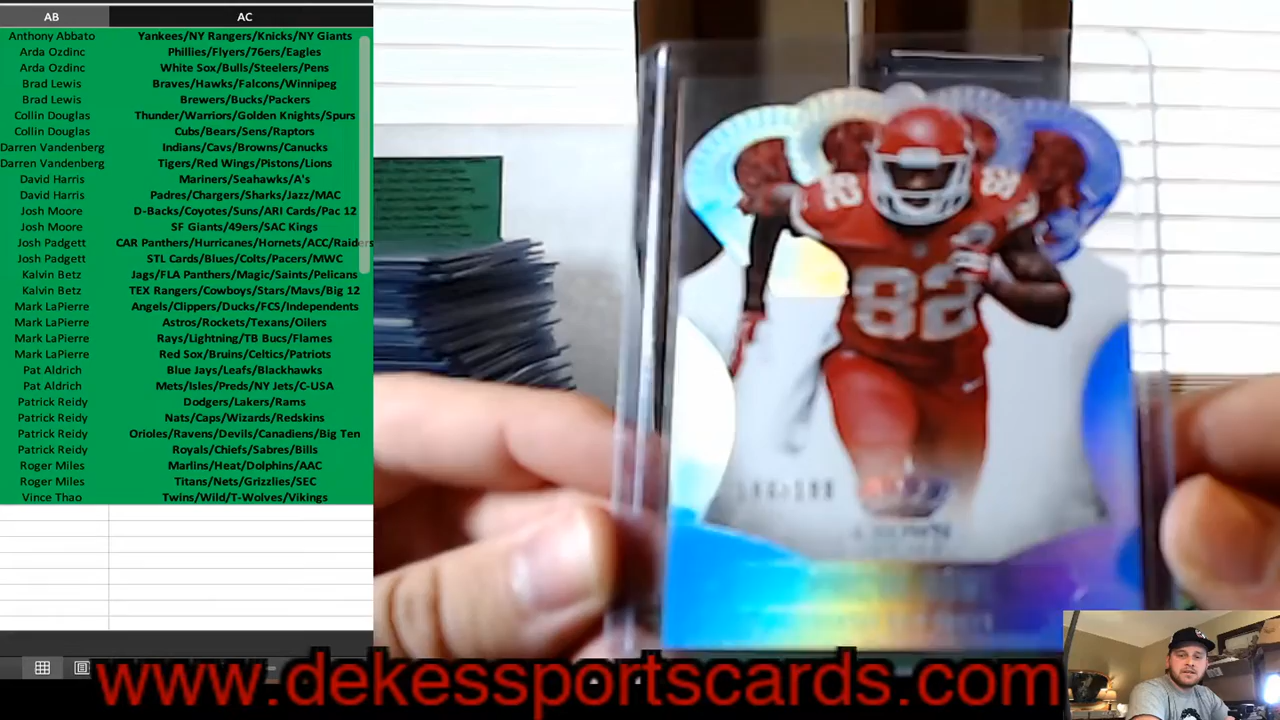 AB AC
Anthony Abbato Yankees/NY Rangers/Knicks/NY Giants
Arda Ozdinc Phillies/Flyers/76ers/Eagles
Arda Ozdinc White Sox/Bulls/Steelers/Pens
Brad Lewis Braves/Hawks/Falcons/Winnipeg
Brad Lewis Brewers/Bucks/Packers
Collin Douglas Thunder/Warriors/Golden Knights/Spurs
Collin Douglas Cubs/Bears/Sens/Raptors
Darren Vandenberg Indians/Cavs/Browns/Canucks
Darren Vandenberg Tigers/Red Wings/Pistons/Lions
David Harris Mariners/Seahawks/A's
David Harris Padres/Chargers/Sharks/Jazz/MAC
Josh Moore D-Backs/Coyotes/Suns/ARI Cards/Pac 12
Josh Moore SF Giants/49ers/SAC Kings
Josh Padgett CAR Panthers/Hurricanes/Hornets/ACC/Raiders
Josh Padgett STL Cards/Blues/Colts/Pacers/MWC
Kalvin Betz Jags/FLA Panthers/Magic/Saints/Pelicans
Kalvin Betz TEX Rangers/Cowboys/Stars/Mavs/Big 12
Mark LaPierre Angels/Clippers/Ducks/FCS/Independents
Mark LaPierre Astros/Rockets/Texans/Oilers
Mark LaPierre Rays/Lightning/TB Bucs/Flames
Mark LaPierre Red Sox/Bruins/Celtics/Patriots
Pat Aldrich Blue Jays/Leafs/Blackhawks
Pat Aldrich Mets/Isles/Preds/NY Jets/C-USA
Patrick Reidy Dodgers/Lakers/Rams
Patrick Reidy Nats/Caps/Wizards/Redskins
Patrick Reidy Orioles/Ravens/Devils/Canadiens/Big Ten
Patrick Reidy Royals/Chiefs/Sabres/Bills
Roger Miles Marlins/Heat/Dolphins/AAC
Roger Miles Titans/Nets/Grizzlies/SEC
Vince Thao Twins/Wild/T-Wolves/Vikings
82
82
CROWN
www.dekessportscards.com